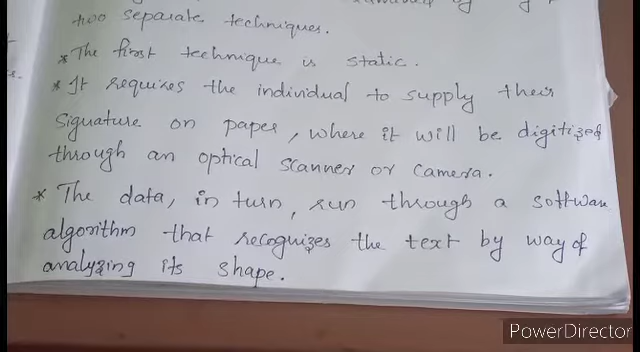 two separate techniques.
* The first technique is static.
* It requires the individual to supply their
signature on paper, where it will be digitized
through an optical scanner or camera.
* The data, in turn, run through a software
algorithm that recognizes the text by way of
analyzing its shape.
PowerDirector